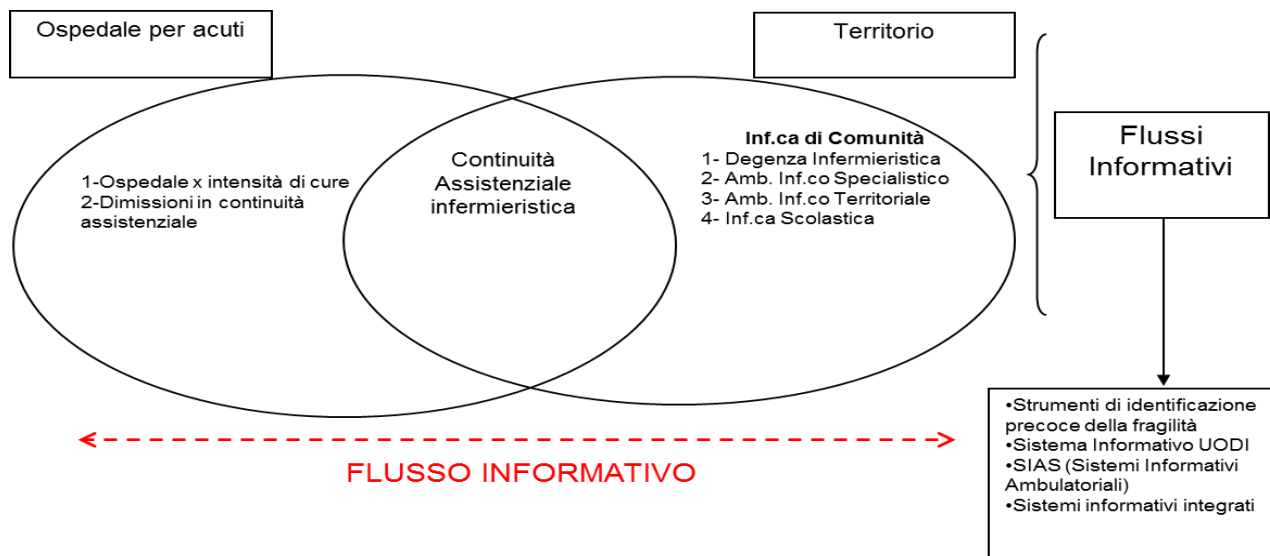 Ospedale per acuti
Territorio
Flussi
Informativi
1-Ospedale x intensità di cure
2-Dimissioni in continuità
assistenziale
Continuità
Assistenziale
infermieristica
Inf.ca di Comunità
1- Degenza Infermieristica
2- Amb. Inf.co Specialistico
3- Amb. Inf.co Territoriale
4- Inf.ca Scolastica
FLUSSO INFORMATIVO
•Strumenti di identificazione
precoce della fragilità
•Sistema Informativo UODI
•SIAS (Sistemi Informativi
Ambulatoriali)
•Sistemi informativi integrati